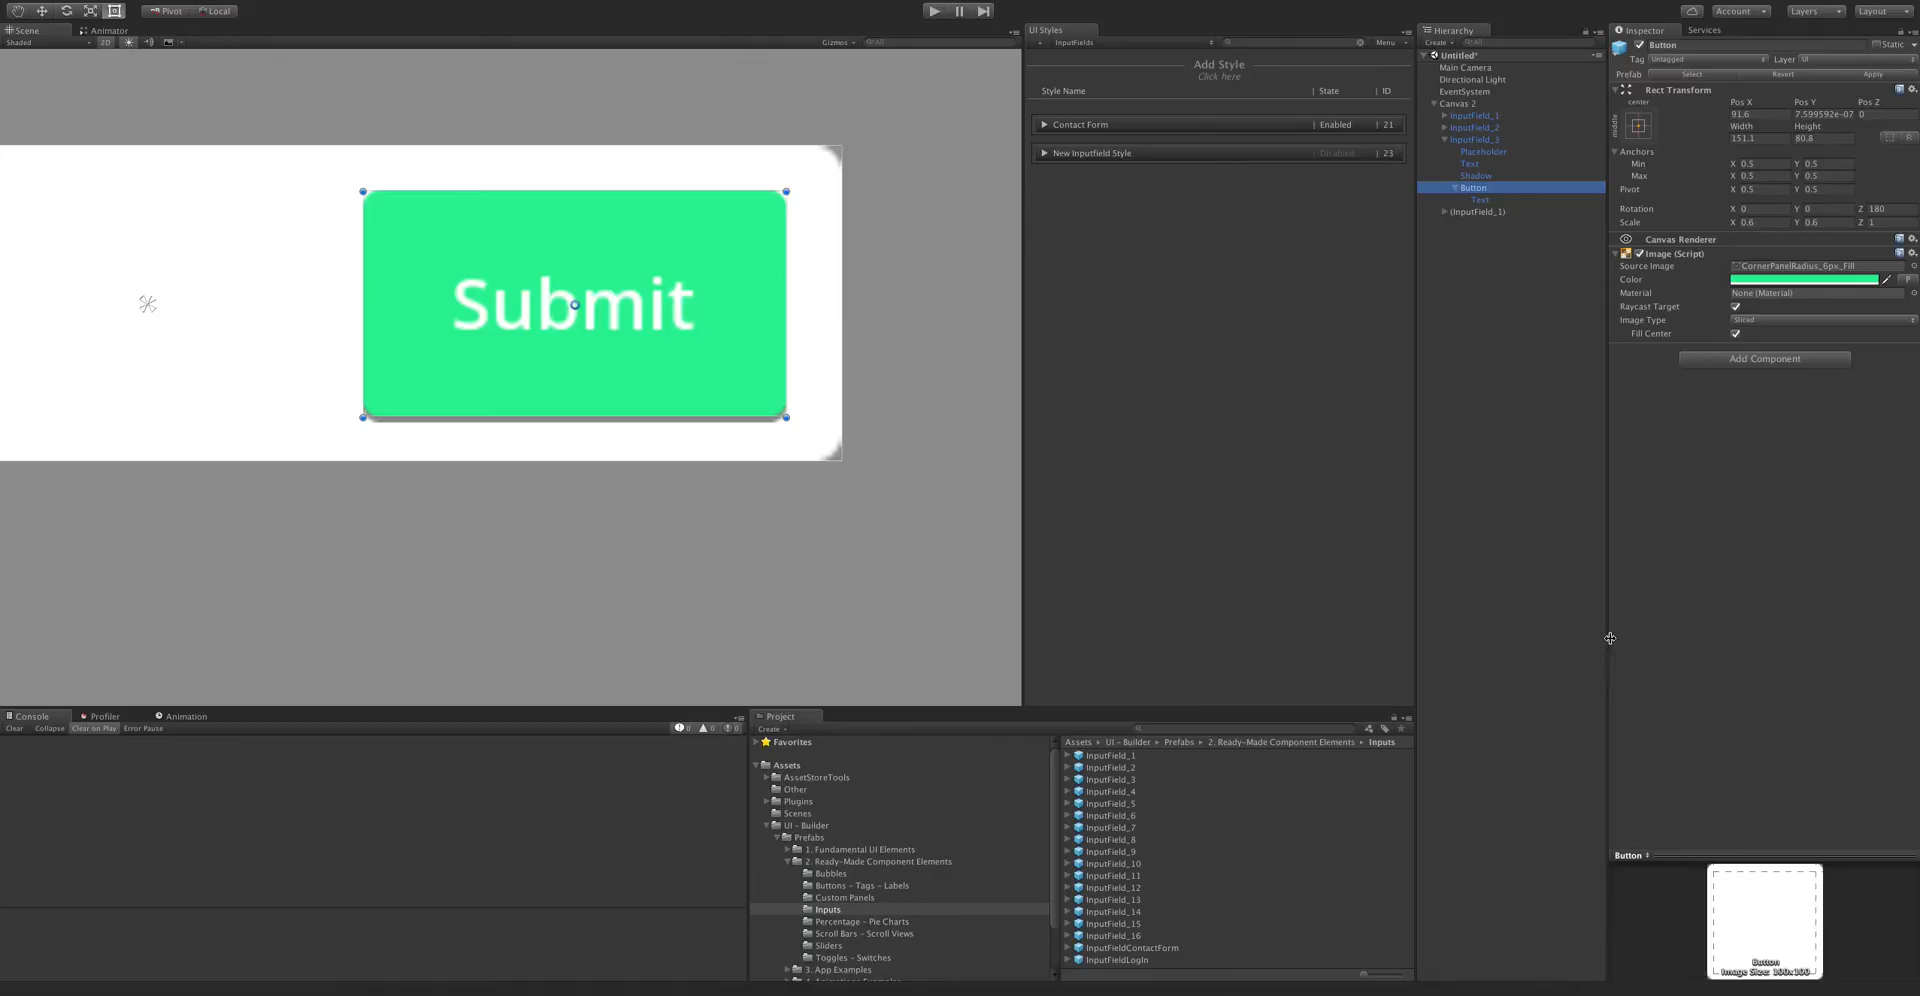 Pivot
Local
Account
Layers
Layout
Scene
Animator
Shaded
2D
Gizmos
All
UI Styles
InputFields
Menu
Add Style
Click here
Style Name | State | ID
Contact Form | Enabled | 21
New Inputfield Style Disabled | 23
Hierarchy
Create
All
Untitled*
Main Camera
Directional Light
EventSystem
Canvas 2
InputField_1
InputField_2
InputField_3
Placeholder
Text
Shadow
Button
Text
(InputField_1)
Inspector
Services
Button
Static
Tag Untagged Layer UI
Prefab Select Revert Apply
Rect Transform
center
middle
Pos X Pos Y Pos Z
91.6 7.599592e-07 0
Width Height
151.1 80.8
R
Anchors
Min X 0.5 Y 0.5
Max X 0.5 Y 0.5
Pivot X 0.5 Y 0.5
Rotation X 0 Y 0 Z 180
Scale X 0.6 Y 0.6 Z 1
Canvas Renderer
Image (Script)
Source Image CornerPanelRadius_6px_Fill
Color P
Material None (Material)
Raycast Target
Image Type Sliced
Fill Center
Add Component
Submit
Console
Profiler
Animation
Clear Collapse Clear on Play Error Pause
0 0 0
Project
Create
Favorites
Assets
AssetStoreTools
Other
Plugins
Scenes
UI - Builder
Prefabs
1. Fundamental UI Elements
2. Ready-Made Component Elements
Bubbles
Buttons - Tags - Labels
Custom Panels
Inputs
Percentage - Pie Charts
Scroll Bars - Scroll Views
Sliders
Toggles - Switches
3. App Examples
Assets UI - Builder Prefabs 2. Ready-Made Component Elements Inputs
InputField_1
InputField_2
InputField_3
InputField_4
InputField_5
InputField_6
InputField_7
InputField_8
InputField_9
InputField_10
InputField_11
InputField_12
InputField_13
InputField_14
InputField_15
InputField_16
InputFieldContactForm
InputFieldLogIn
Button
Button
Image Size: 100x100